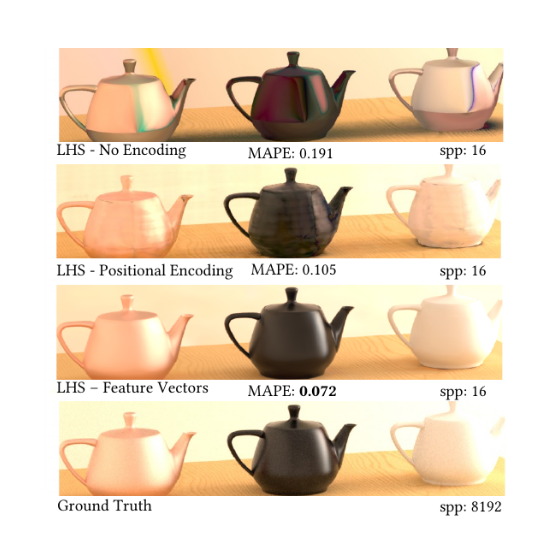 LHS - No Encoding MAPE: 0.191 spp: 16
LHS - Positional Encoding MAPE: 0.105 spp: 16
LHS – Feature Vectors MAPE: 0.072 spp: 16
Ground Truth spp: 8192